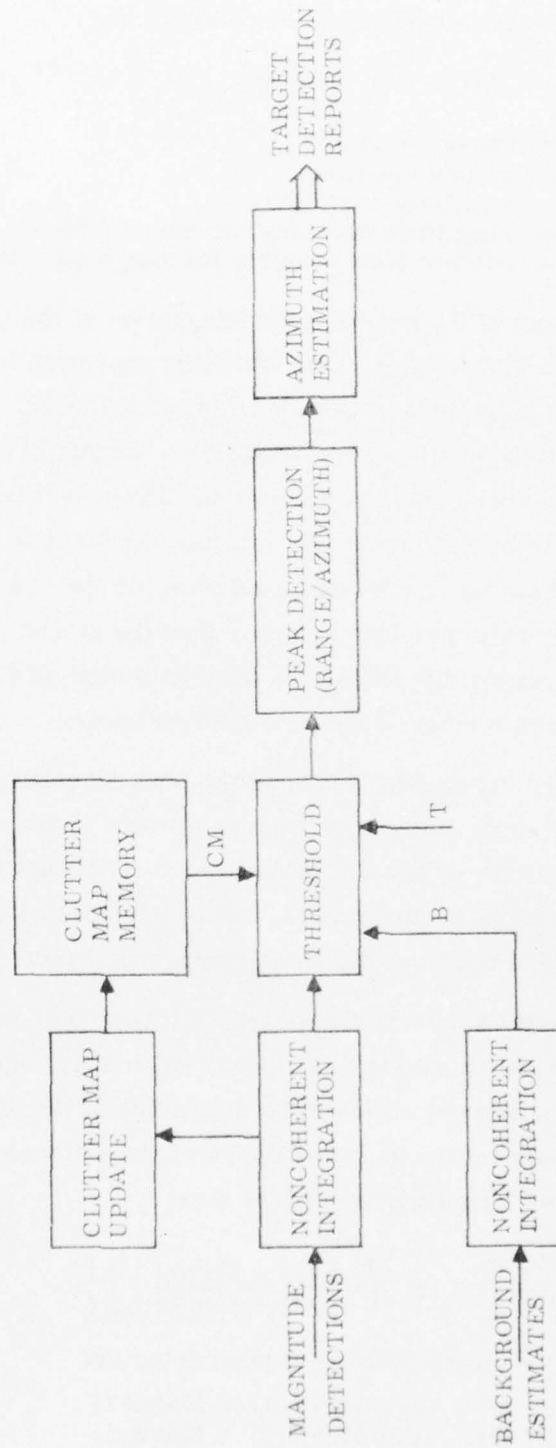 CLUTTER MAP
UPDATE
CLUTTER
MAP
MEMORY
CM
MAGNITUDE
DETECTIONS
NONCOHERENT
INTEGRATION
THRESHOLD
PEAK DETECTION
(RANGE/AZIMUTH)
AZIMUTH
ESTIMATION
TARGET
DETECTION
REPORTS
B
T
BACKGROUND
ESTIMATES
NONCOHERENT
INTEGRATION